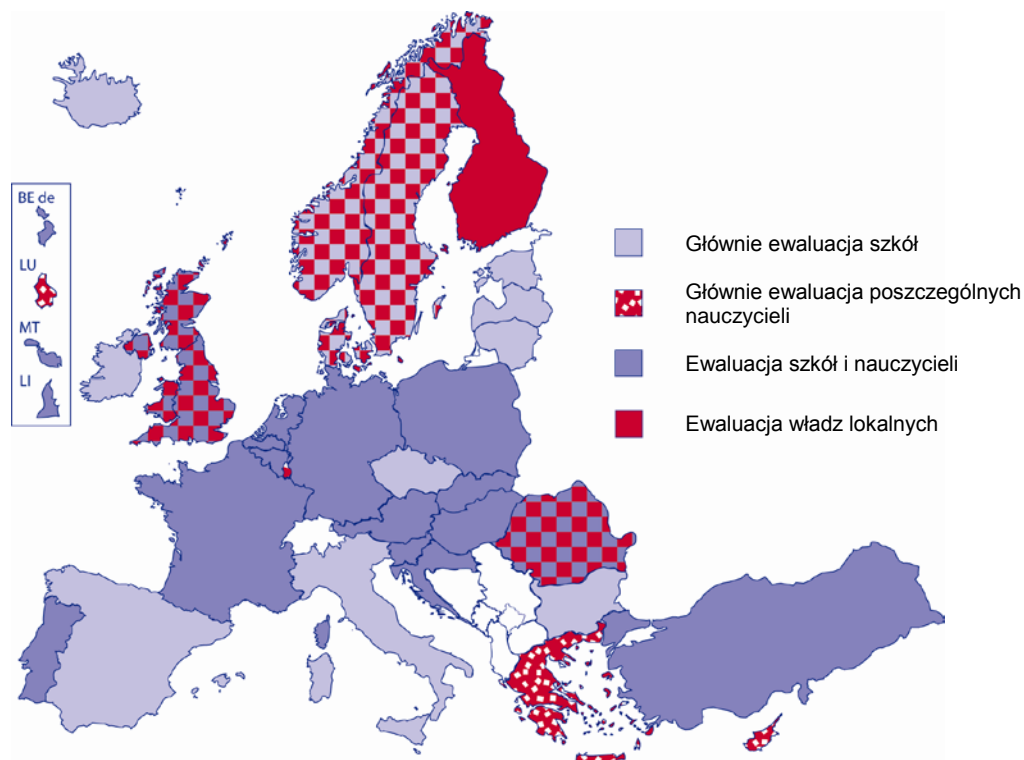 BE de
LU
MT
LI
Głównie ewaluacja szkół
Głównie ewaluacja poszczególnych
nauczycieli
Ewaluacja szkół i nauczycieli
Ewaluacja władz lokalnych